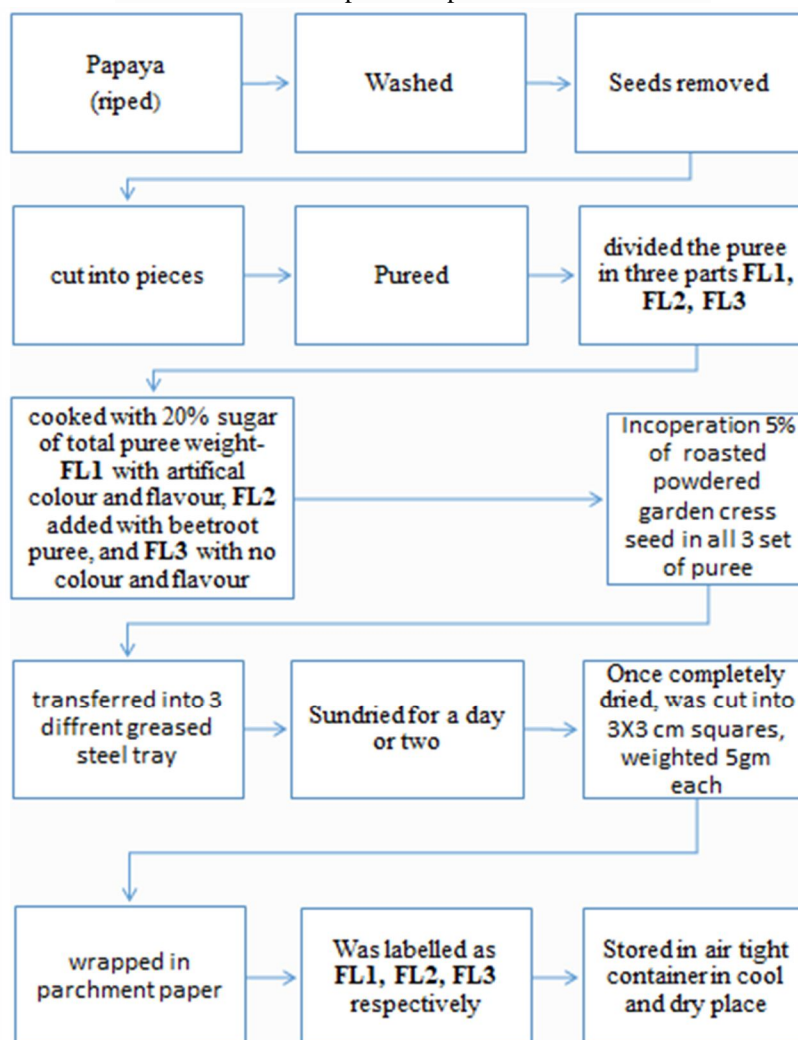 Papaya
(riped)
Washed
Seeds removed
cut into pieces
Pureed
divided the puree
in three parts FL1,
FL2, FL3
cooked with 20% sugar
of total puree weight-
FL1 with artifical
colour and flavour, FL2
added with beetroot
puree, and FL3 with no
colour and flavour
Incoperation 5%
of roasted
powdered
garden cress
seed in all 3 set
of puree
transferred into 3
diffrent greased
steel tray
Sundried for a day
or two
Once completely
dried, was cut into
3X3 cm squares,
weighted 5gm
each
wrapped in
parchment paper
Was labelled as
FL1, FL2, FL3
respectively
Stored in air tight
container in cool
and dry place